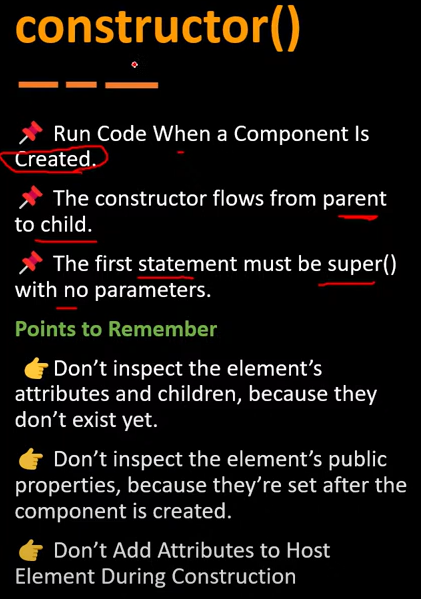 constructor()
📌 Run Code When a Component Is
Created.
📌 The constructor flows from parent
to child.
📌 The first statement must be super()
with no parameters.
Points to Remember
👉 Don’t inspect the element’s
attributes and children, because they
don’t exist yet.
👉 Don’t inspect the element’s public
properties, because they’re set after the
component is created.
👉 Don’t Add Attributes to Host
Element During Construction